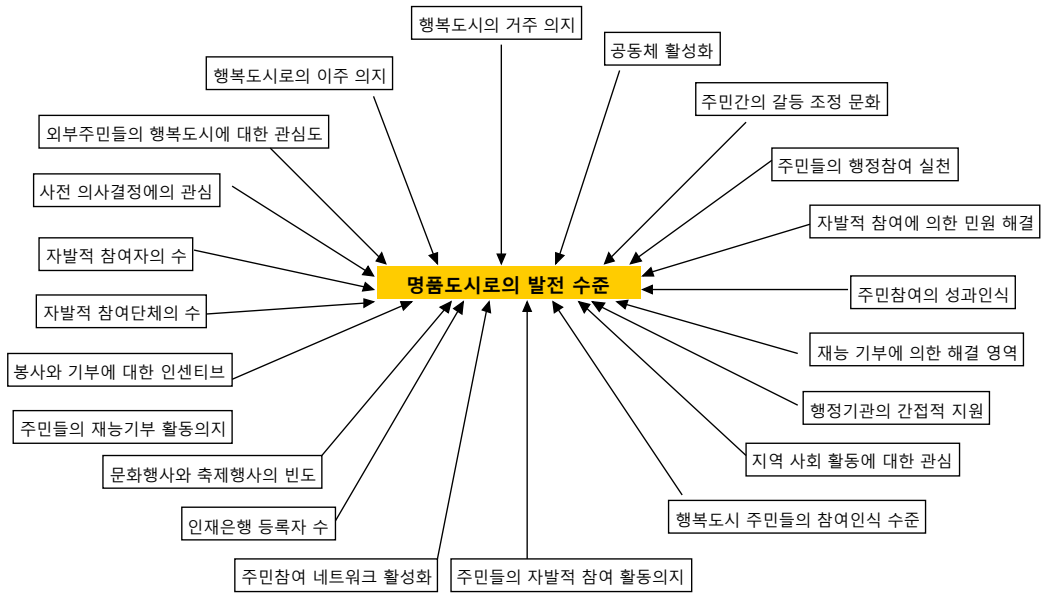 행복도시의 거주 의지
공동체 활성화
행복도시로의 이주 의지
주민간의 갈등 조정 문화
외부주민들의 행복도시에 대한 관심도
주민들의 행정참여 실천
사전 의사결정에의 관심
자발적 참여에 의한 민원 해결
자발적 참여자의 수
명품도시로의 발전 수준
주민참여의 성과인식
자발적 참여단체의 수
재능 기부에 의한 해결 영역
봉사와 기부에 대한 인센티브
행정기관의 간접적 지원
주민들의 재능기부 활동의지
지역 사회 활동에 대한 관심
문화행사와 축제행사의 빈도
행복도시 주민들의 참여인식 수준
인재은행 등록자 수
주민참여 네트워크 활성화
주민들의 자발적 참여 활동의지